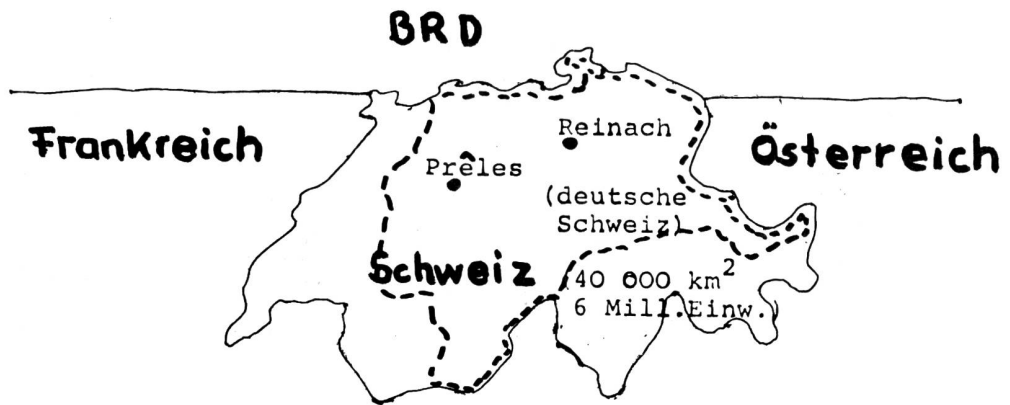 BRD
Frankreich
Österreich
Reinach
Prêles
(deutsche
Schweiz)
Schweiz
(40 000 km²
6 Mill.Einw.)